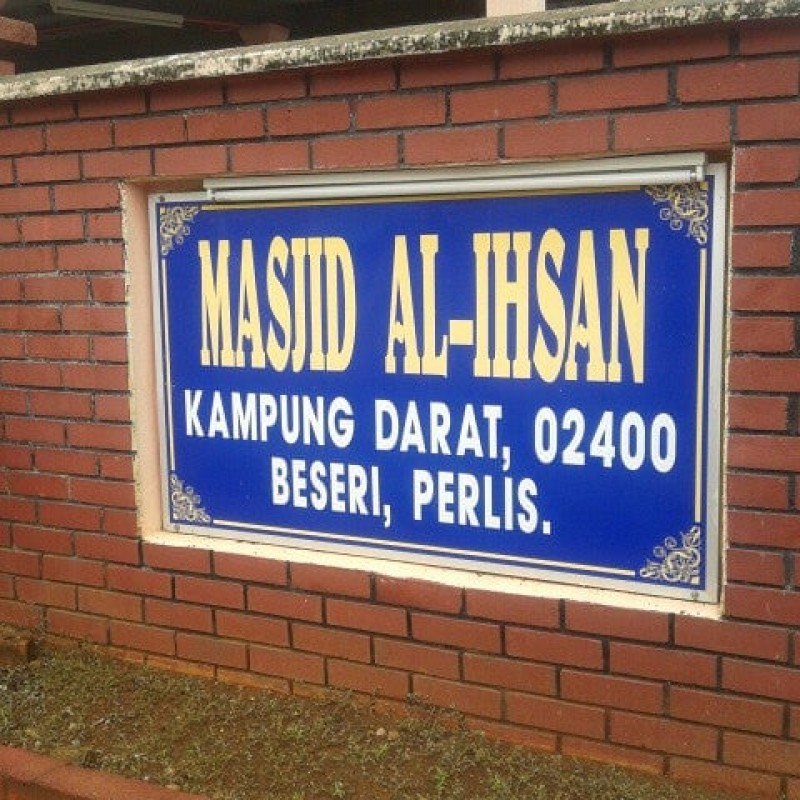 MASJID AL-IHSAN
KAMPUNG DARAT, 02400
BESERI, PERLIS.